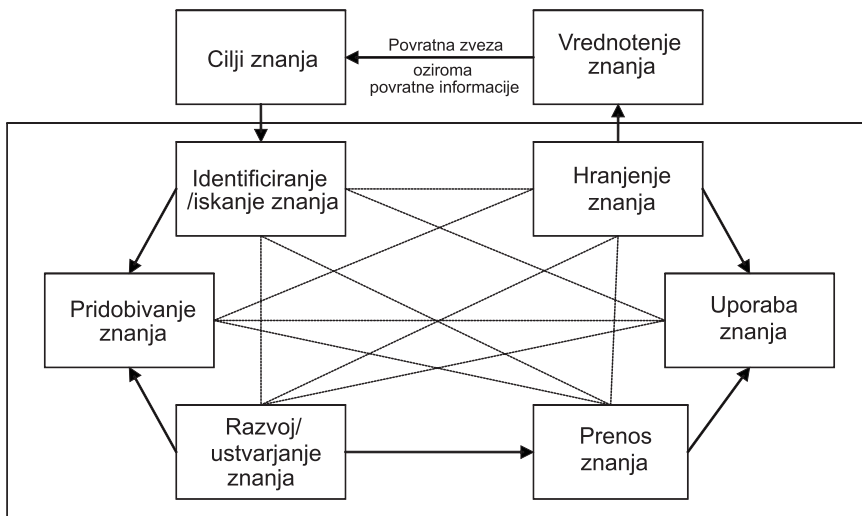 Cilji znanja
Povratna zveza
oziroma
povratne informacije
Vrednotenje
znanja
Identificiranje
/iskanje znanja
Hranjenje
znanja
Pridobivanje
znanja
Uporaba
znanja
Razvoj/
ustvarjanje
znanja
Prenos
znanja